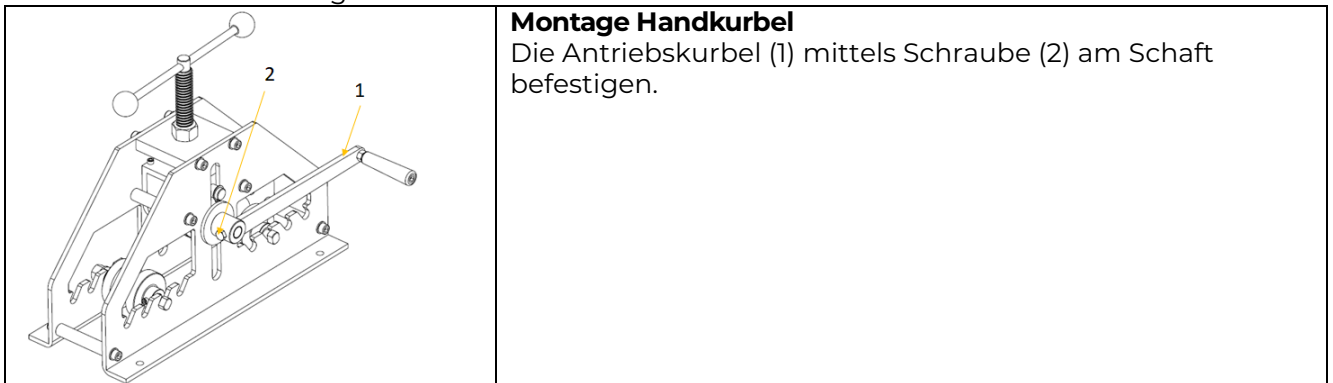 2
1
Montage Handkurbel
Die Antriebskurbel (1) mittels Schraube (2) am Schaft
befestigen.